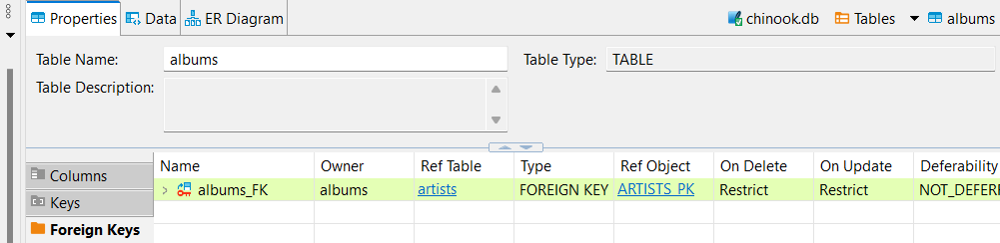 Properties Data ER Diagram chinook.db Tables albums
Table Name: albums Table Type: TABLE
Table Description:
Name Owner Ref Table Type Ref Object On Delete On Update Deferability
Columns
albums_FK albums artists FOREIGN KEY ARTISTS_PK Restrict Restrict NOT_DEFER
Keys
Foreign Keys